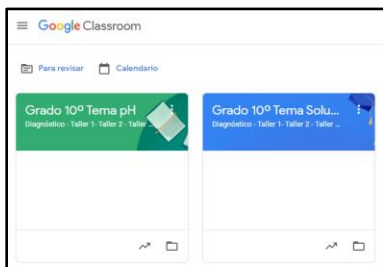 Google Classroom
Para revisar Calendario
Grado 10º Tema pH
Diagnóstico - Taller 1- Taller 2 - Taller ...
Grado 10º Tema Solu...
Diagnóstico - Taller 1- Taller 2 - Taller ...